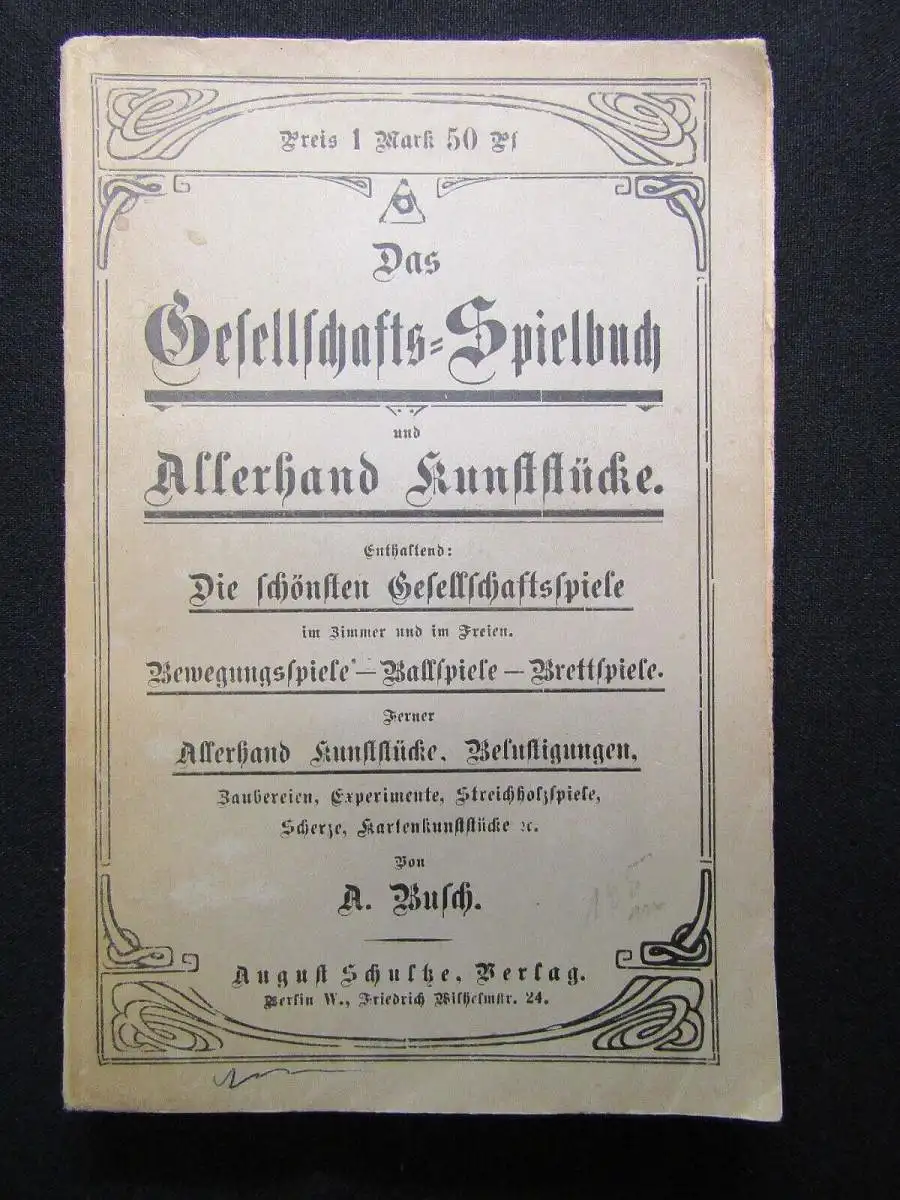 Preis 1 Mark 50 Pf
Das
Gesellschafts=Spielbuch
und
Allerhand Kunststücke.
Enthaltend:
Die schönsten Gesellschaftsspiele
im Zimmer und im Freien.
Bewegungsspiele — Ballspiele — Brettspiele.
Ferner
Allerhand Kunststücke, Belustigungen,
Zaubereien, Experimente, Streichholzspiele,
Scherze, Kartenkunststücke ꝛc.
Von
A. Busch.
August Schultze, Verlag.
Berlin W., Friedrich Wilhelmstr. 24.